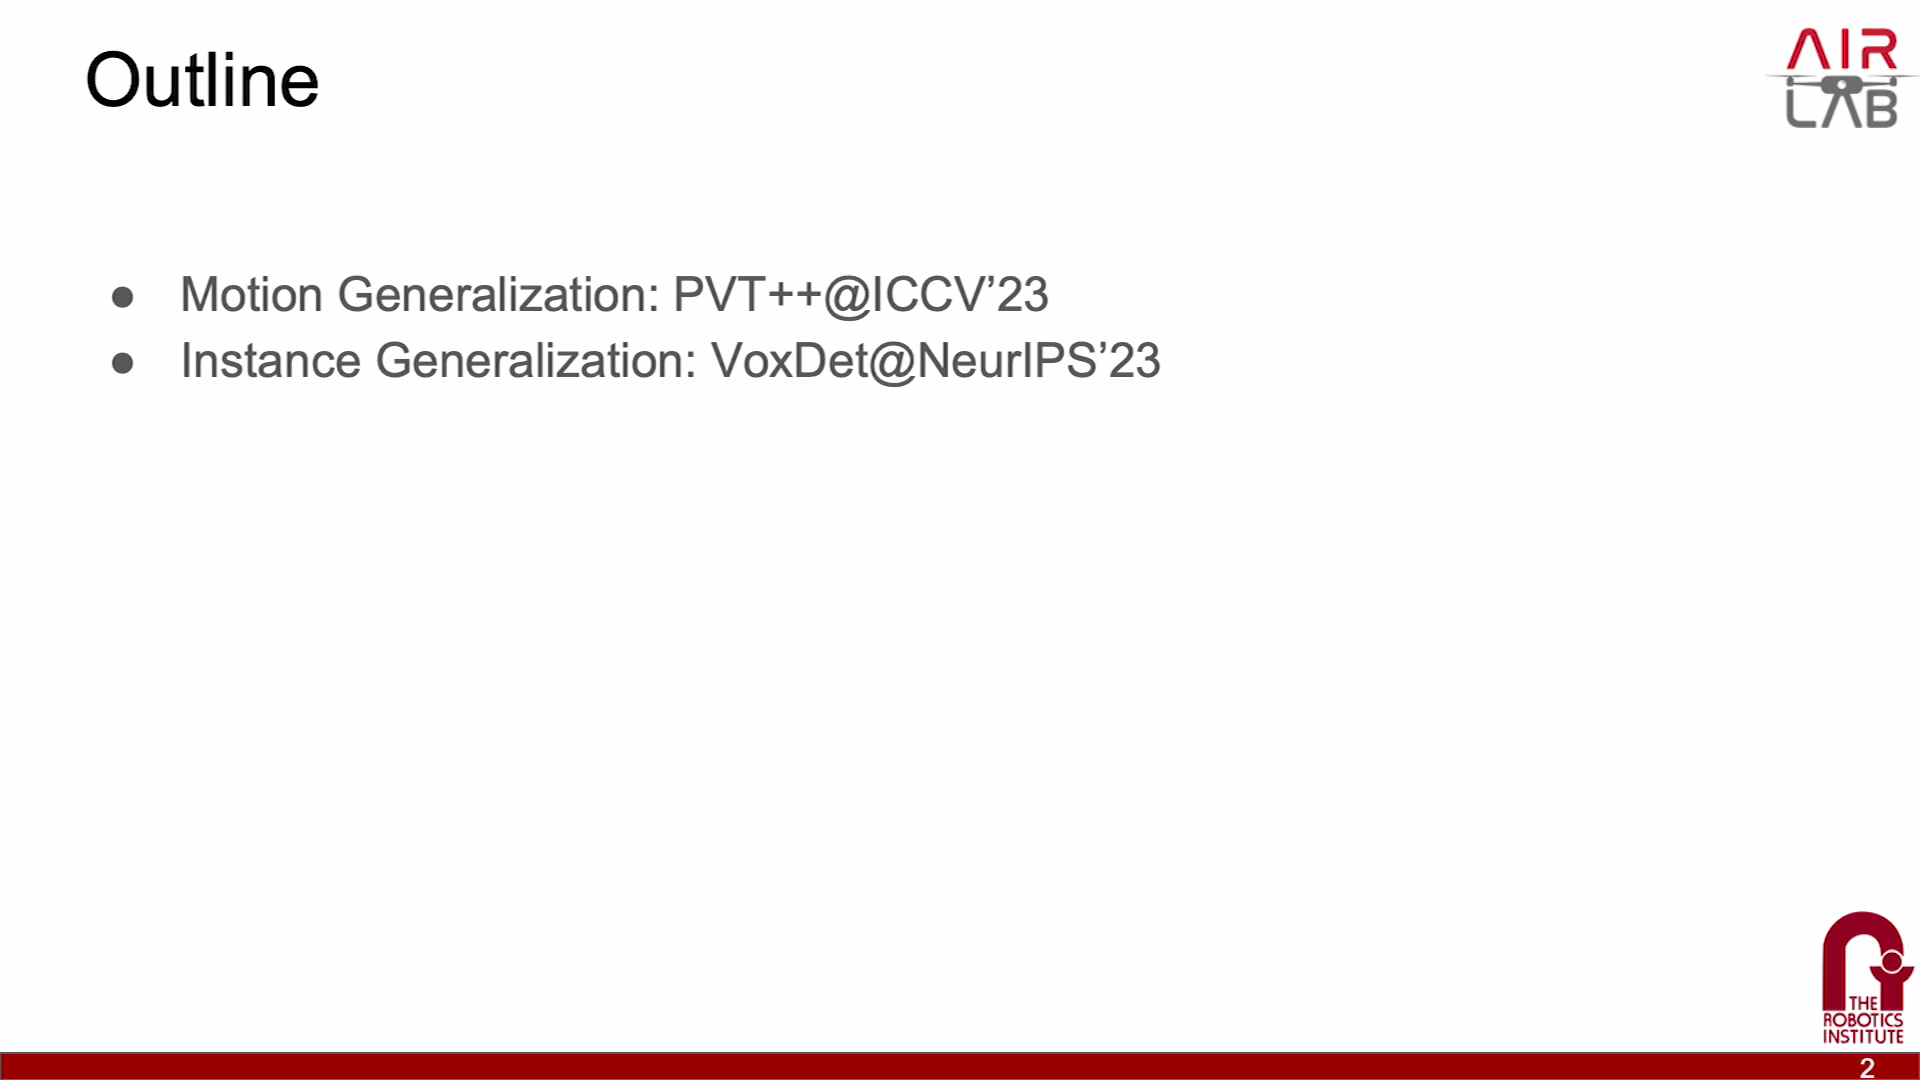 Outline
AIR
LAB
● Motion Generalization: PVT++@ICCV’23
● Instance Generalization: VoxDet@NeurIPS’23
THE
ROBOTICS
INSTITUTE
2